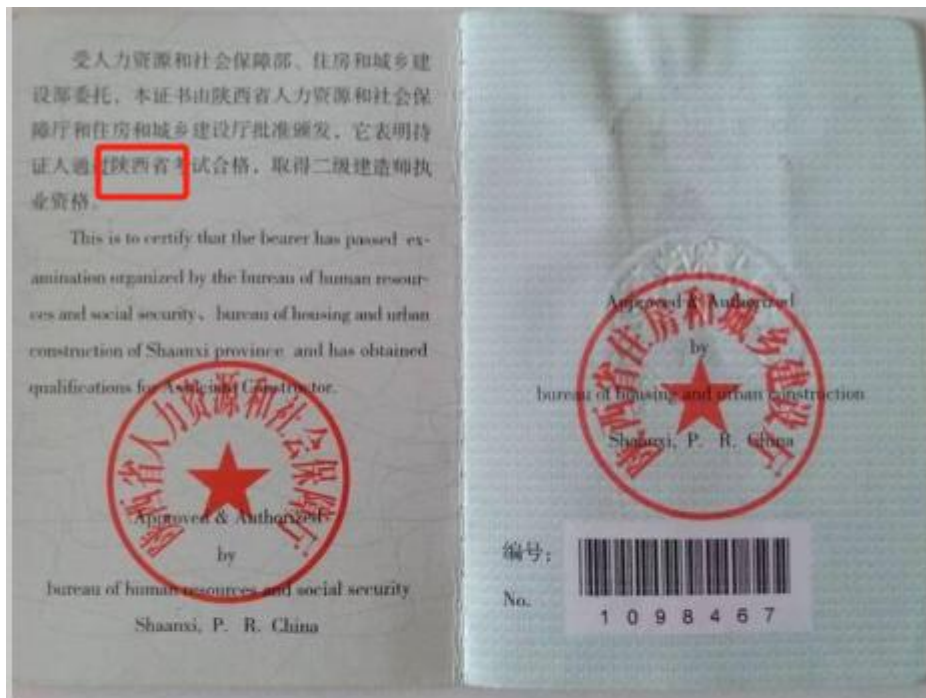 受人力资源和社会保障部、住房和城乡建
设部委托，本证书由陕西省人力资源和社会保
障厅和住房和城乡建设厅批准颁发，它表明持
证人通过陕西省考试合格，取得二级建造师执
业资格。
This is to certify that the bearer has passed ex-
amination organized by the bureau of human resour-
ces and social security、bureau of housing and urban
construction of Shaanxi province and has obtained
qualifications for Associate Constructor.
陕西省人力资源和社会保障厅
Approved & Authorized
by
bureau of human resources and social security
Shaanxi, P. R. China
陕西省住房和城乡建设厅
Approved & Authorized
by
bureau of housing and urban construction
Shaanxi, P. R. China
编号：
No.
1098467